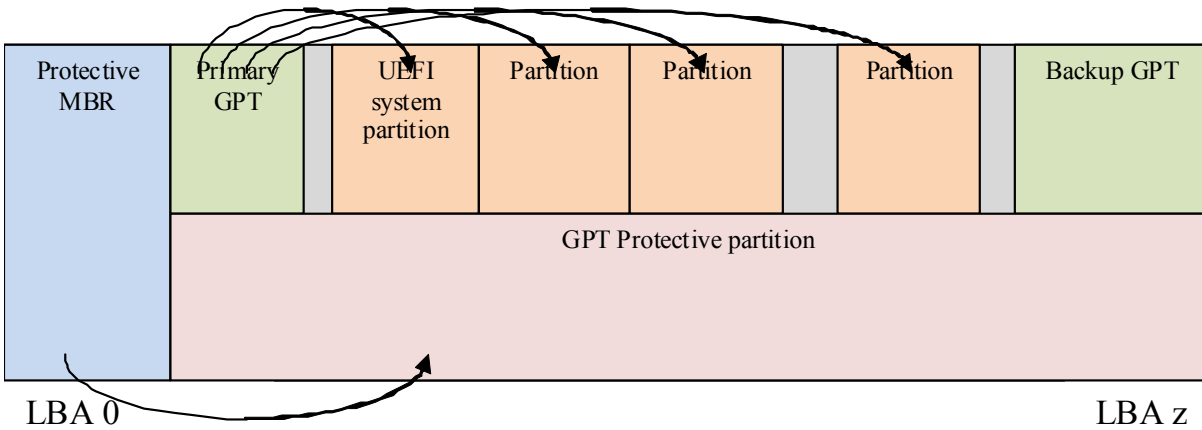 Protective
MBR
Primary
GPT
UEFI
system
partition
Partition
Partition
Partition
Backup GPT
GPT Protective partition
LBA 0
LBA z